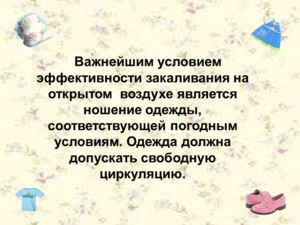 Важнейшим условием
эффективности закаливания на
открытом воздухе является
ношение одежды,
соответствующей погодным
условиям. Одежда должна
допускать свободную
циркуляцию.